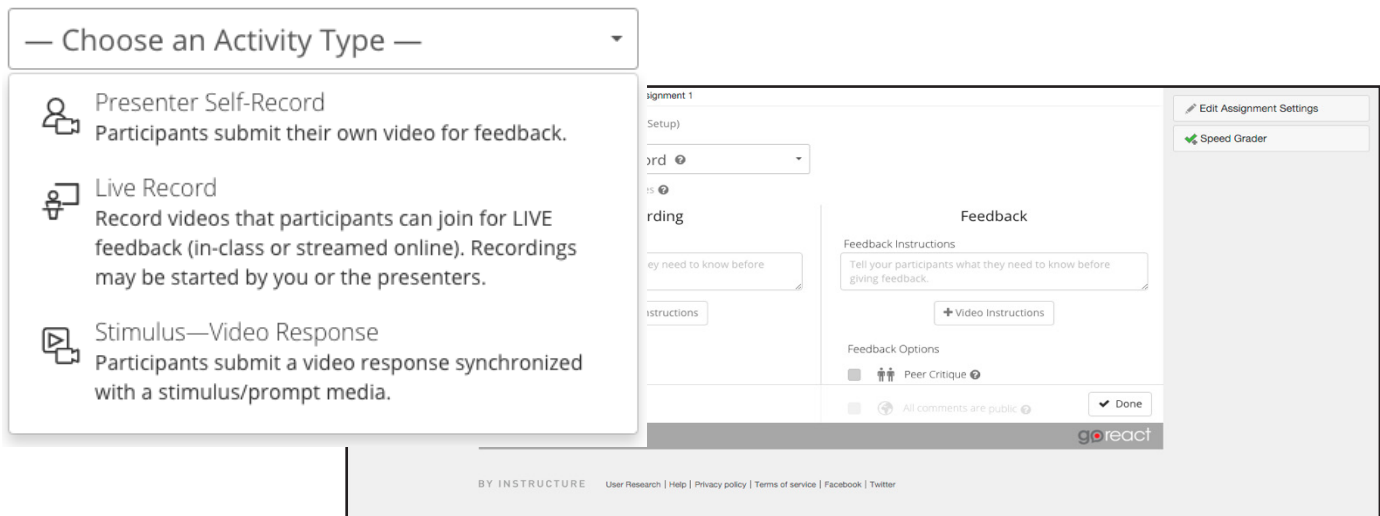 — Choose an Activity Type —
Presenter Self-Record
Participants submit their own video for feedback.
Live Record
Record videos that participants can join for LIVE
feedback (in-class or streamed online). Recordings
may be started by you or the presenters.
Stimulus—Video Response
Participants submit a video response synchronized
with a stimulus/prompt media.
signment 1
Setup)
ord
es
rding
ey need to know before
nstructions
Feedback
Feedback Instructions
Tell your participants what they need to know before
giving feedback.
+ Video Instructions
Feedback Options
Peer Critique
All comments are public
Done
goreact
Edit Assignment Settings
Speed Grader
BY INSTRUCTURE User Research | Help | Privacy policy | Terms of service | Facebook | Twitter